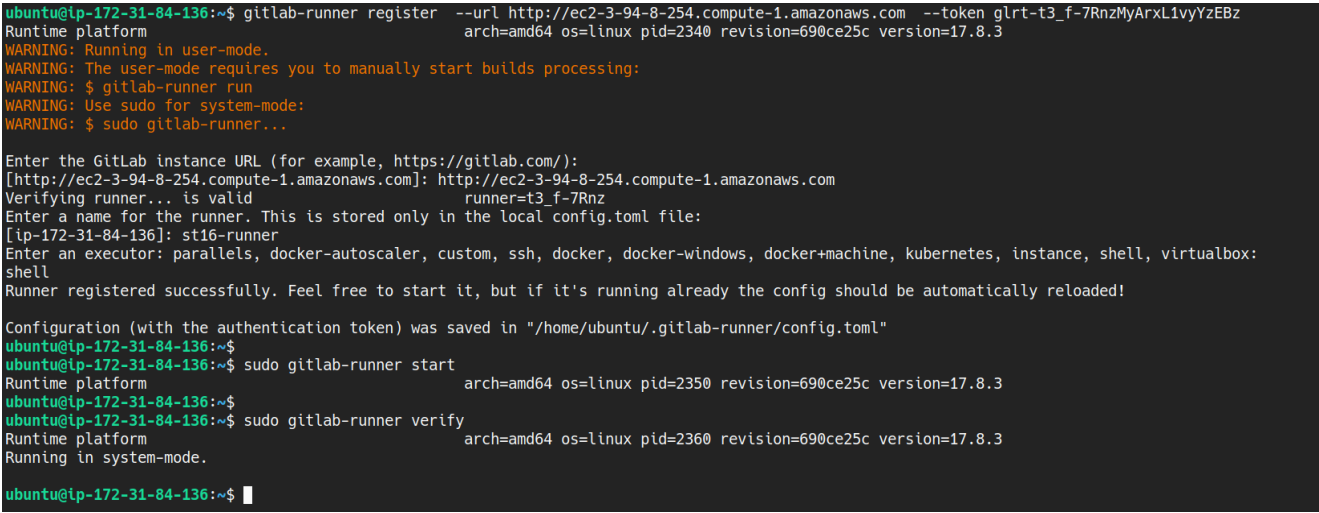 ubuntu@ip-172-31-84-136:~$ gitlab-runner register  --url http://ec2-3-94-8-254.compute-1.amazonaws.com  --token glrt-t3_f-7RnzMyArxL1vyYzEBz
Runtime platform                                    arch=amd64 os=linux pid=2340 revision=690ce25c version=17.8.3
WARNING: Running in user-mode.
WARNING: The user-mode requires you to manually start builds processing:
WARNING: $ gitlab-runner run
WARNING: Use sudo for system-mode:
WARNING: $ sudo gitlab-runner...
Enter the GitLab instance URL (for example, https://gitlab.com/):
[http://ec2-3-94-8-254.compute-1.amazonaws.com]: http://ec2-3-94-8-254.compute-1.amazonaws.com
Verifying runner... is valid                        runner=t3_f-7Rnz
Enter a name for the runner. This is stored only in the local config.toml file:
[ip-172-31-84-136]: st16-runner
Enter an executor: parallels, docker-autoscaler, custom, ssh, docker, docker-windows, docker+machine, kubernetes, instance, shell, virtualbox:
shell
Runner registered successfully. Feel free to start it, but if it's running already the config should be automatically reloaded!
Configuration (with the authentication token) was saved in "/home/ubuntu/.gitlab-runner/config.toml"
ubuntu@ip-172-31-84-136:~$
ubuntu@ip-172-31-84-136:~$ sudo gitlab-runner start
Runtime platform                                    arch=amd64 os=linux pid=2350 revision=690ce25c version=17.8.3
ubuntu@ip-172-31-84-136:~$
ubuntu@ip-172-31-84-136:~$ sudo gitlab-runner verify
Runtime platform                                    arch=amd64 os=linux pid=2360 revision=690ce25c version=17.8.3
Running in system-mode.
ubuntu@ip-172-31-84-136:~$